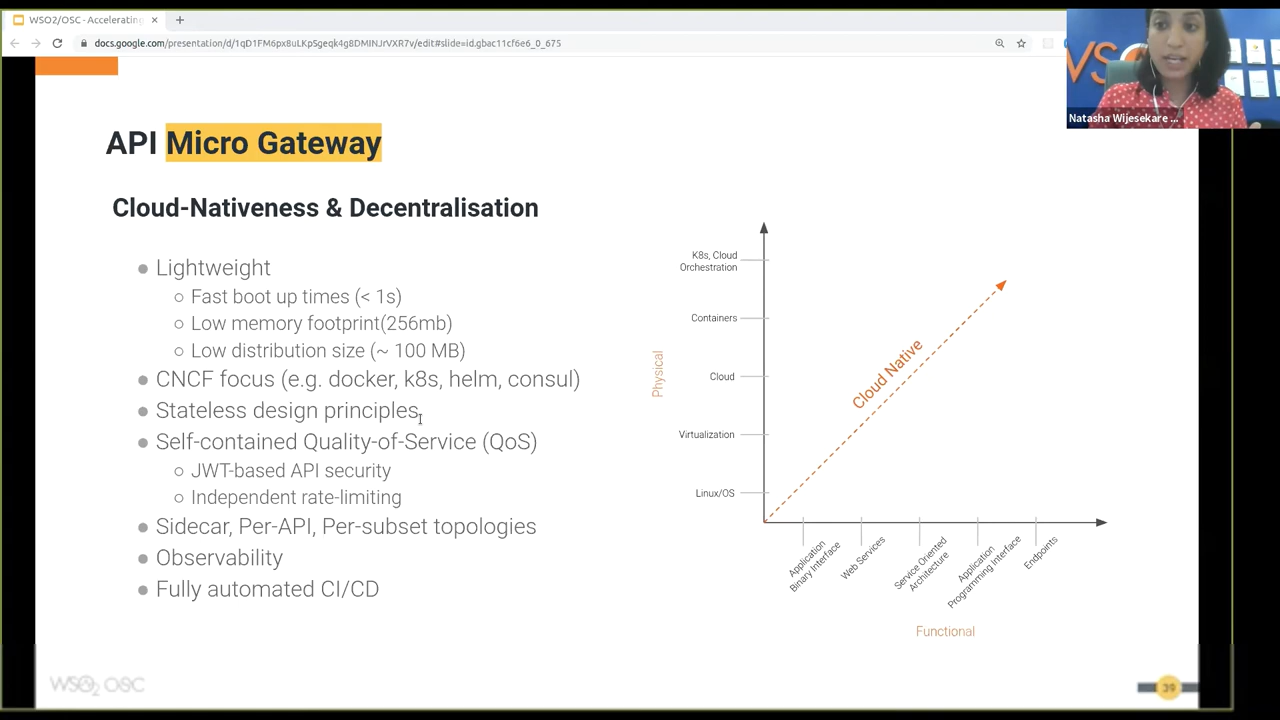 WSO2/OSC - Accelerating
docs.google.com/presentation/d/1qD1FM6px8uLKpSgeqk4g8DMINJrVXR7v/edit#slide=id.gbac11cf6e6_0_675
WSO
Natasha Wijesekare ...
API Micro Gateway
Cloud-Nativeness & Decentralisation
Lightweight
Fast boot up times (< 1s)
Low memory footprint(256mb)
Low distribution size (~ 100 MB)
CNCF focus (e.g. docker, k8s, helm, consul)
Stateless design principles
Self-contained Quality-of-Service (QoS)
JWT-based API security
Independent rate-limiting
Sidecar, Per-API, Per-subset topologies
Observability
Fully automated CI/CD
K8s, Cloud
Orchestration
Containers
Cloud
Virtualization
Linux/OS
Physical
Cloud Native
Application
Binary Interface
Web Services
Service Oriented
Architecture
Application
Programming Interface
Endpoints
Functional
WSO2 OSC
39